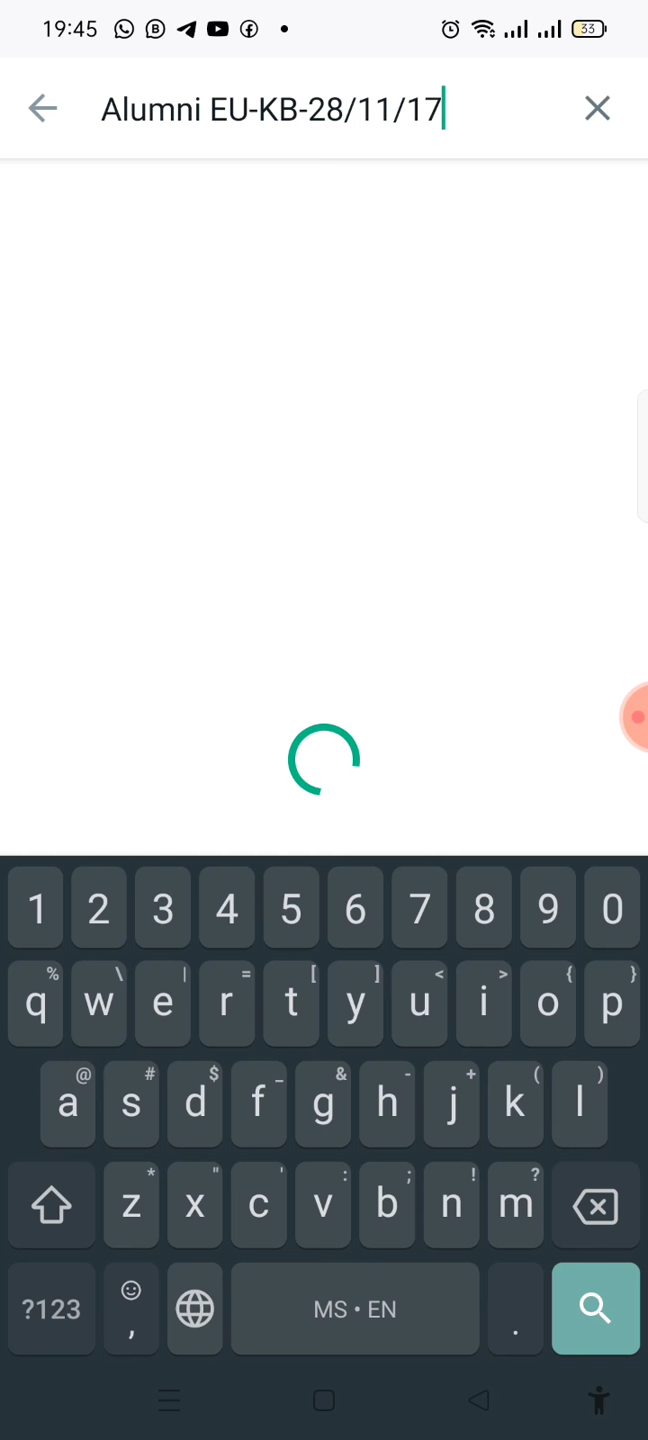 19:45
33
Alumni EU-KB-28/11/17
1 2 3 4 5 6 7 8 9 0
% \ | = [ ] < > { }
q w e r t y u i o p
@ # $ _ & - + ( )
a s d f g h j k l
* " ' : ; ! ?
z x c v b n m
?123 , MS • EN .